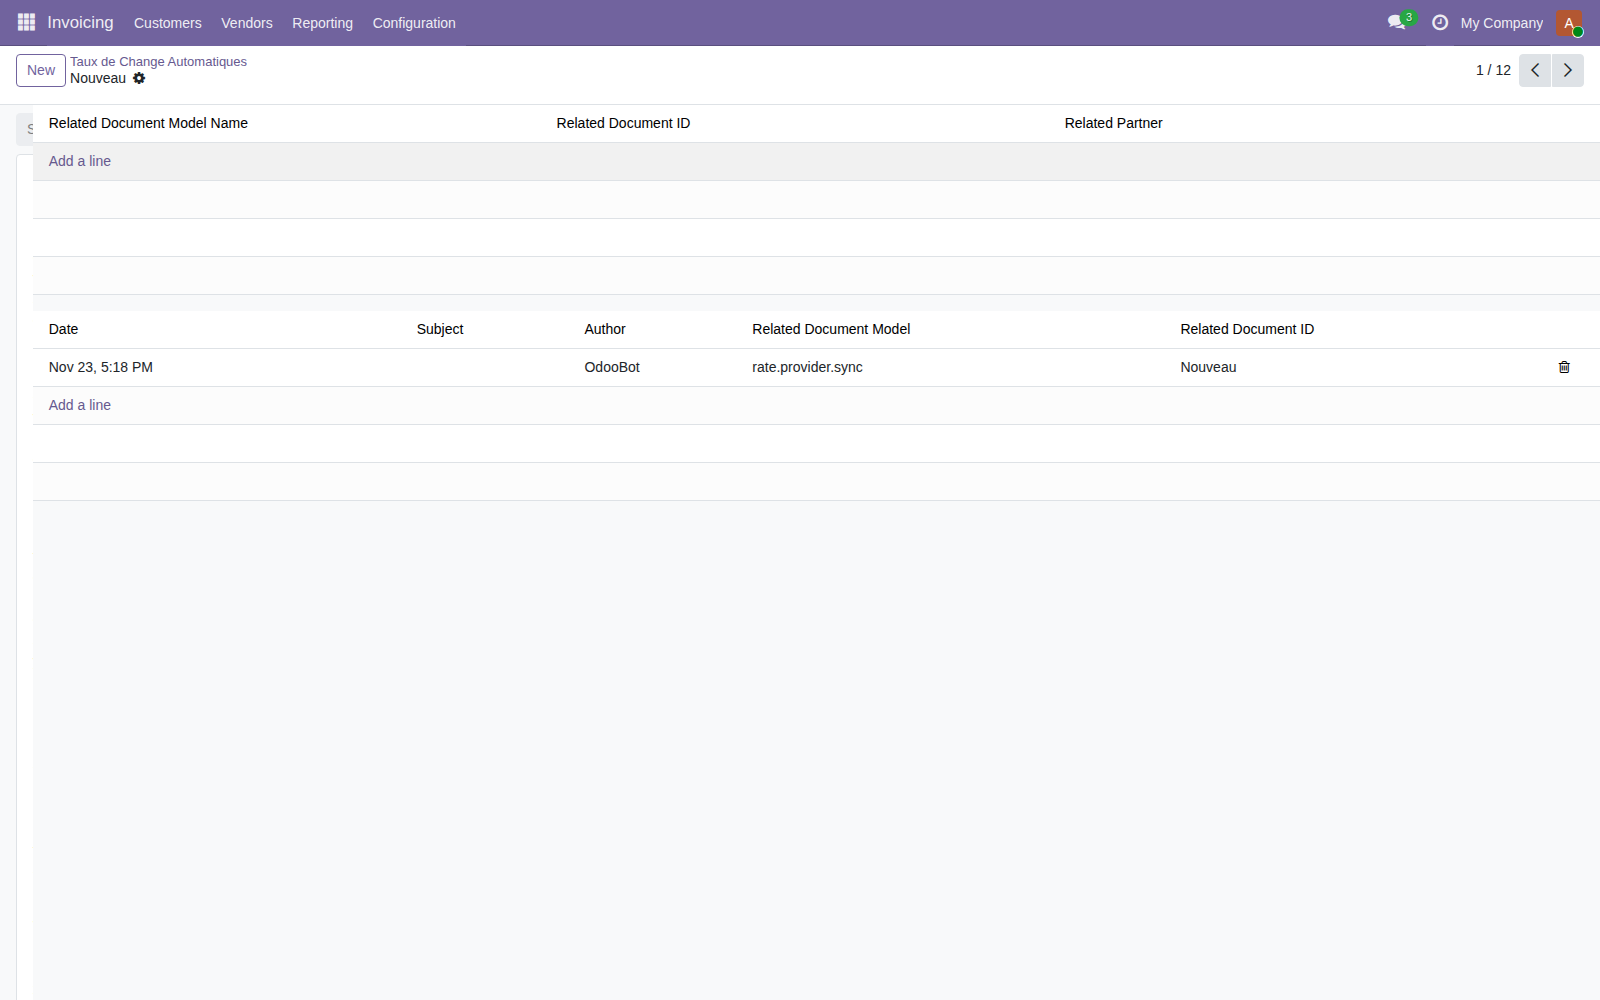 Invoicing Customers Vendors Reporting Configuration 3 My Company A
New Taux de Change Automatiques
Nouveau
1 / 12
S
Related Document Model Name Related Document ID Related Partner
Add a line
Date Subject Author Related Document Model Related Document ID
Nov 23, 5:18 PM OdooBot rate.provider.sync Nouveau
Add a line